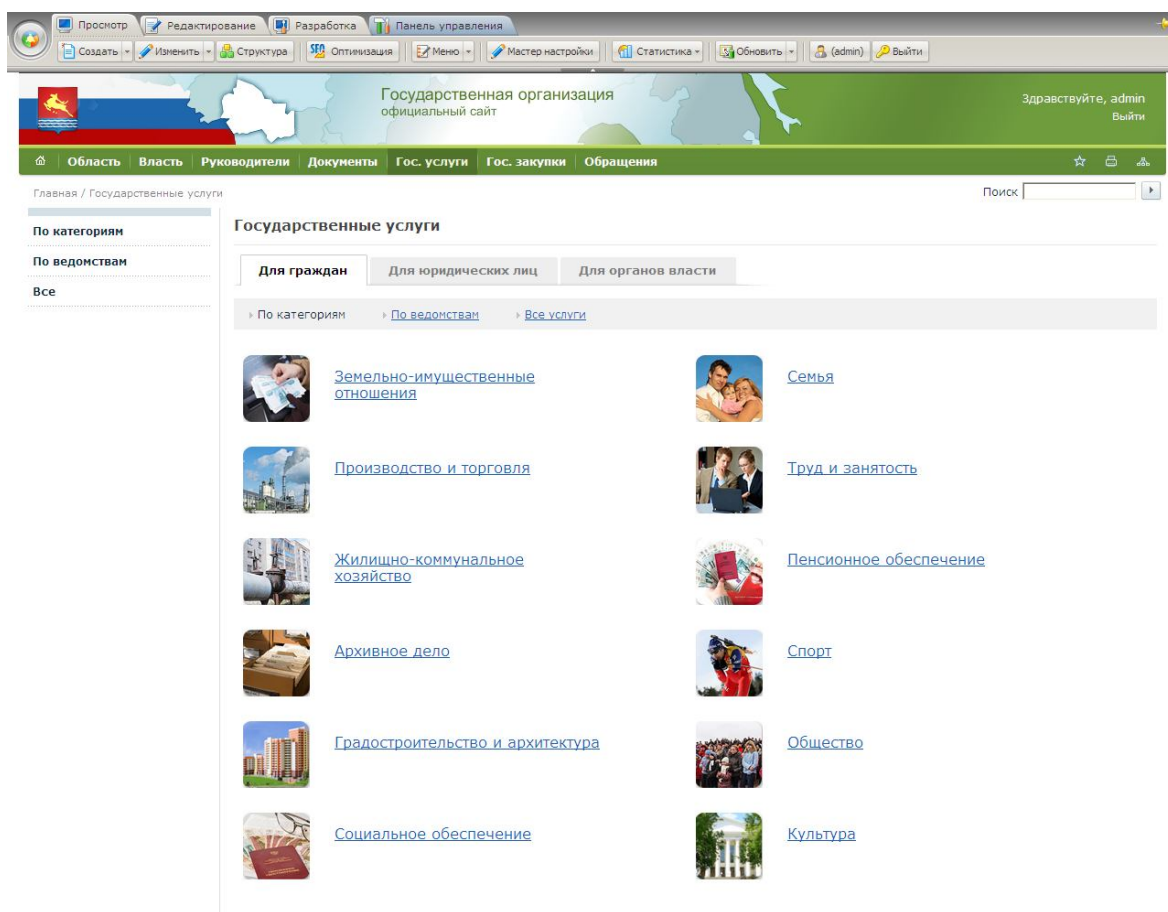 Просмотр Редактирование Разработка Панель управления
Создать Изменить Структура SEO Оптимизация Меню Мастер настройки Статистика Обновить (admin) Выйти
Государственная организация
официальный сайт
Здравствуйте, admin
Выйти
Область Власть Руководители Документы Гос. услуги Гос. закупки Обращения
Главная / Государственные услуги
Поиск
По категориям
По ведомствам
Все
Государственные услуги
Для граждан Для юридических лиц Для органов власти
По категориям По ведомствам Все услуги
Земельно-имущественные
отношения
Семья
Производство и торговля
Труд и занятость
Жилищно-коммунальное
хозяйство
Пенсионное обеспечение
Архивное дело
Спорт
Градостроительство и архитектура
Общество
Социальное обеспечение
Культура